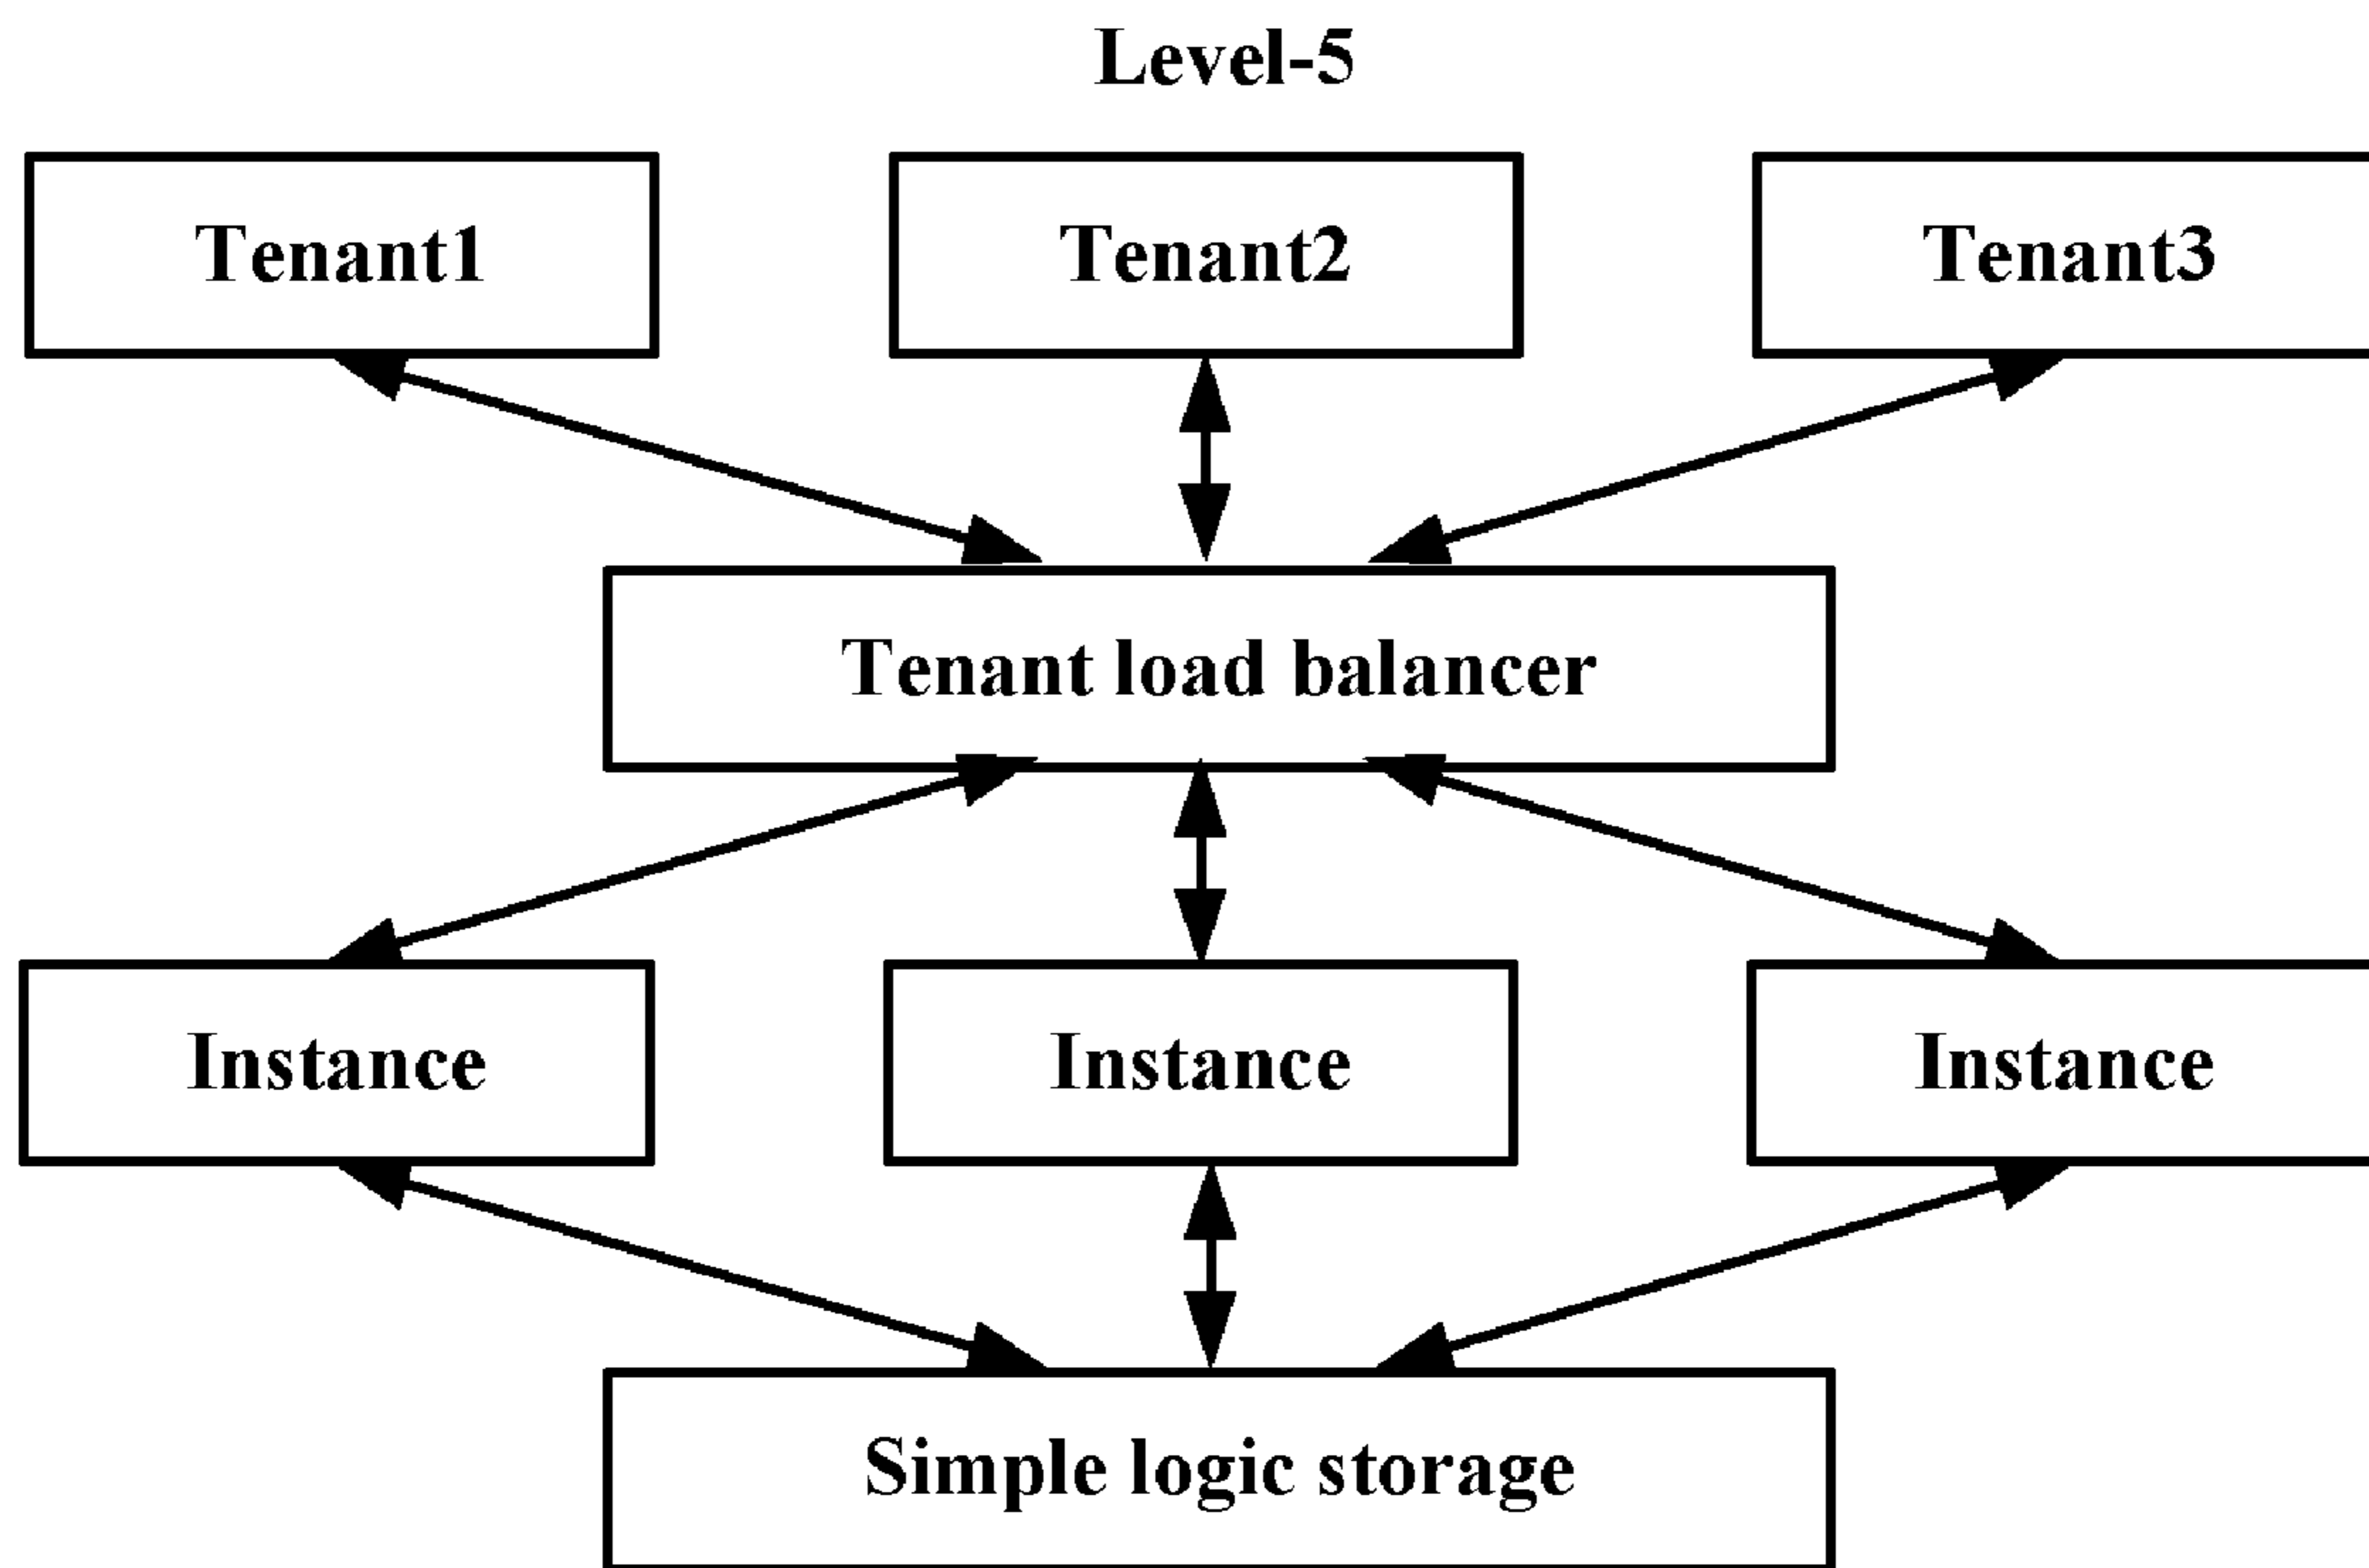 Level-5
Tenant1
Tenant2
Tenant3
Tenant load balancer
Instance
Instance
Instance
Simple logic storage